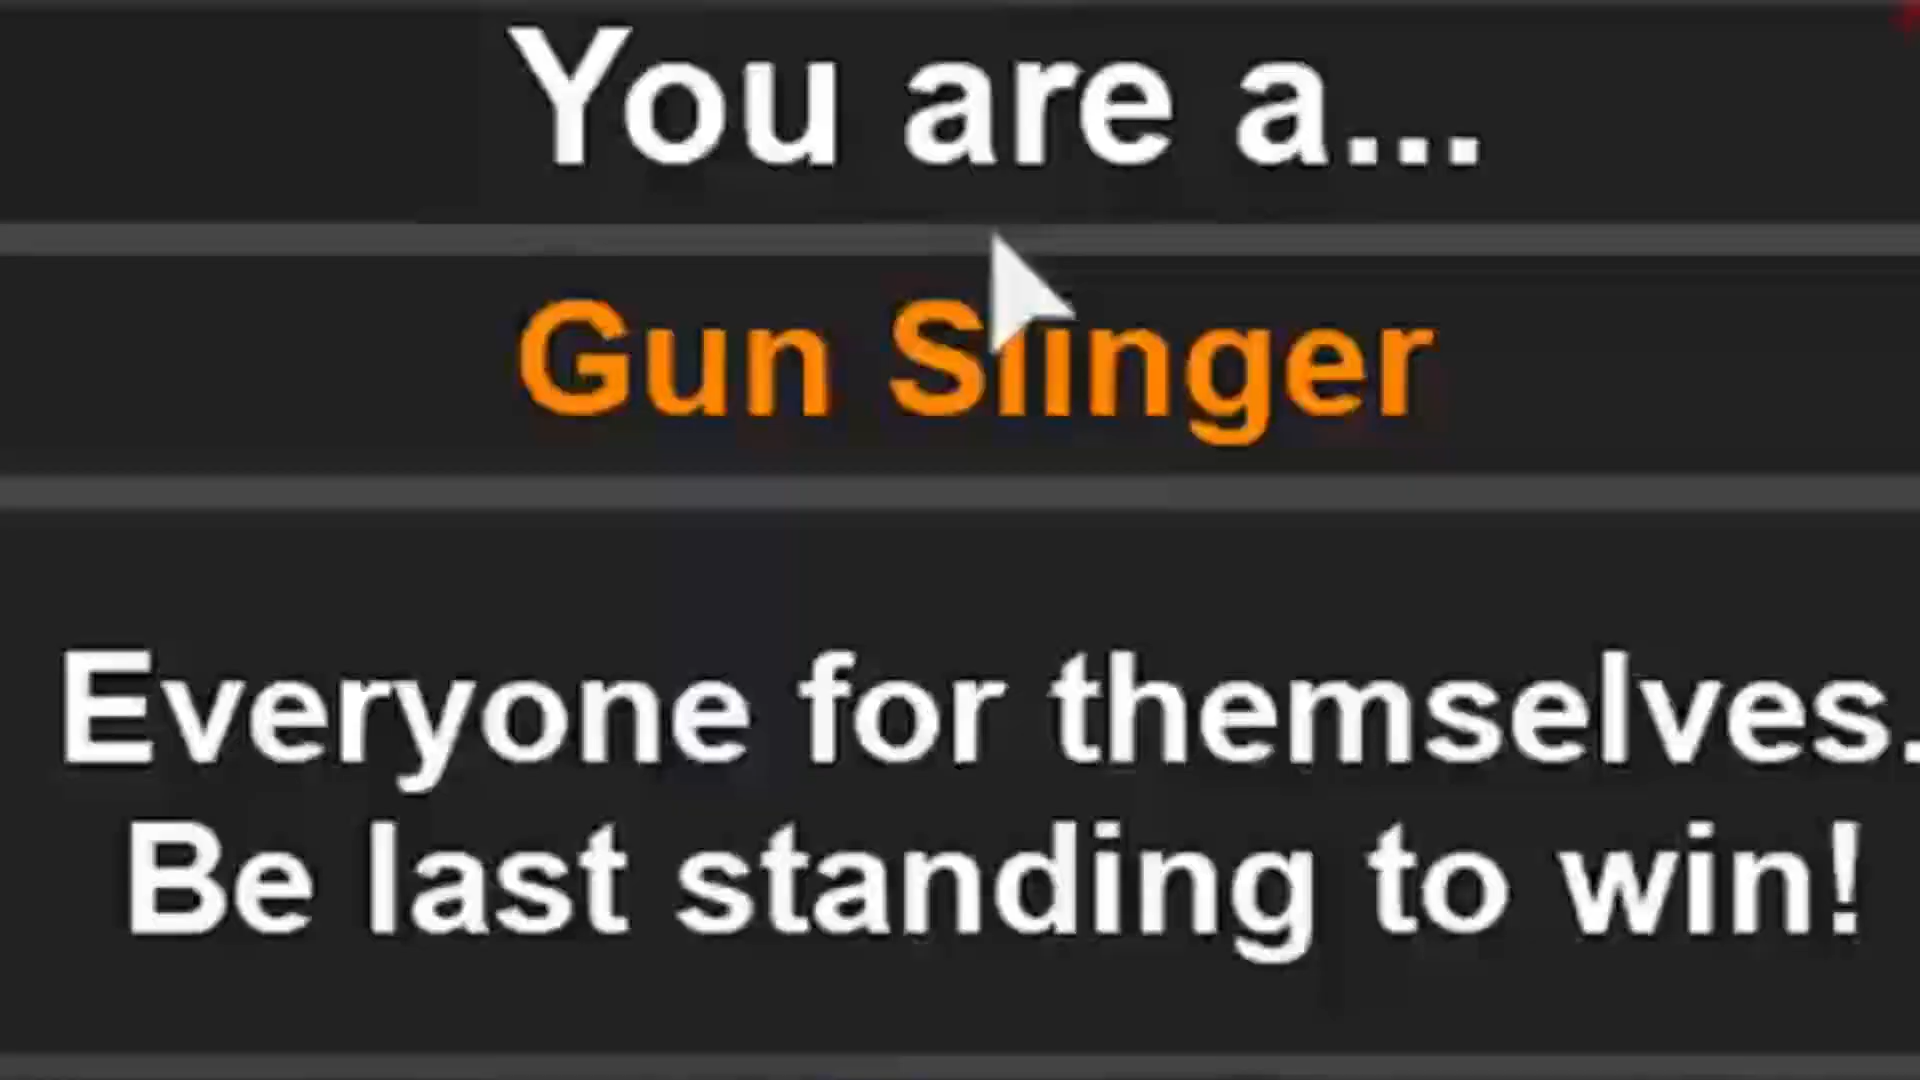 You are a...
Gun Slinger
Everyone for themselves.
Be last standing to win!